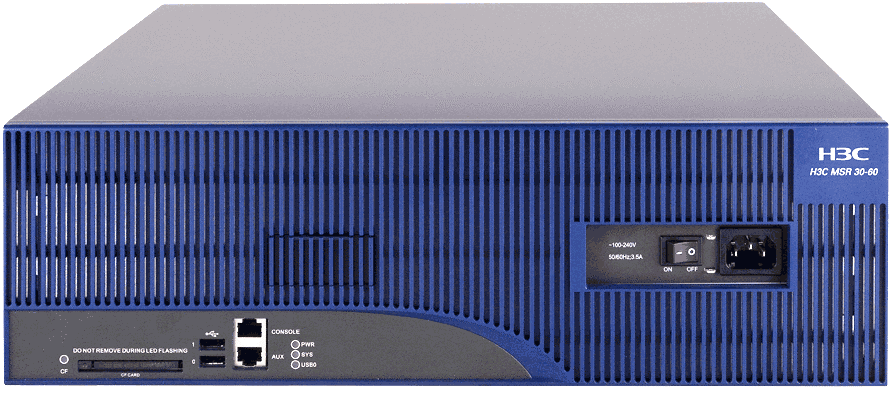 H3C
H3C MSR 30-60
~100-240V
50/60Hz;3.5A
ON OFF
CONSOLE
AUX
1
0
PWR
SYS
USB0
DO NOT REMOVE DURING LED FLASHING
CF
CF CARD